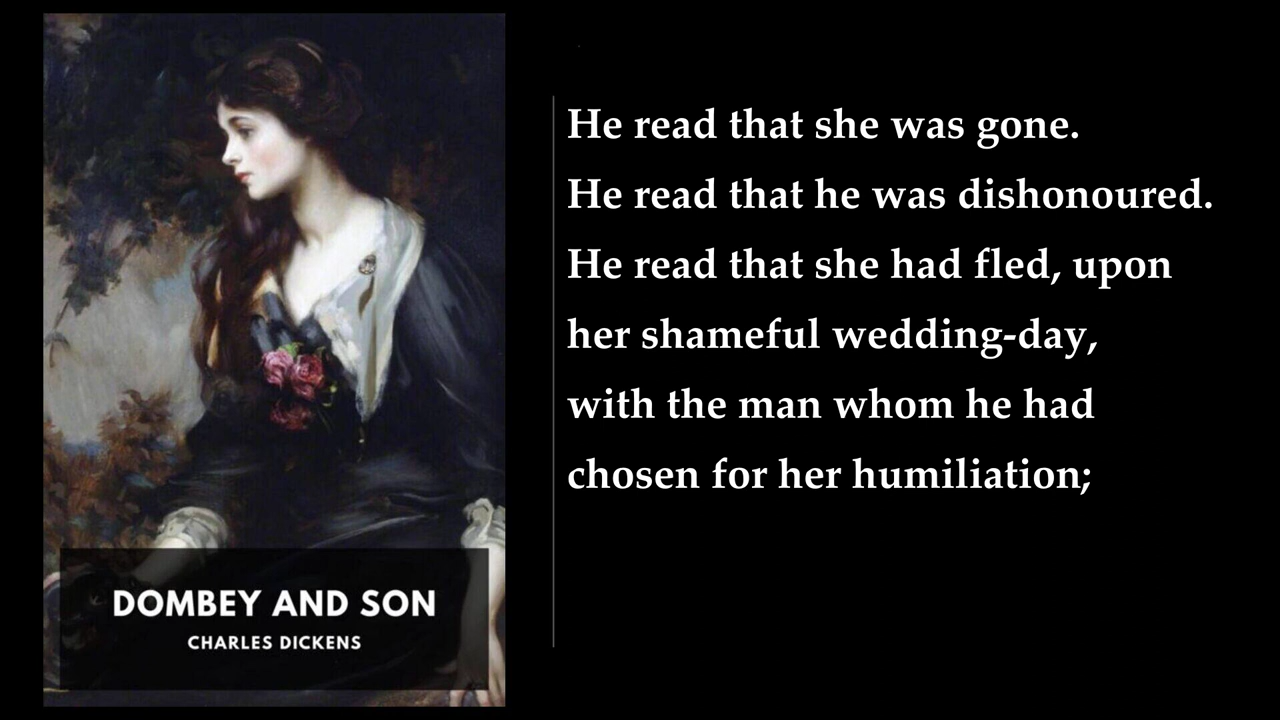 He read that she was gone.
He read that he was dishonoured.
He read that she had fled, upon
her shameful wedding-day,
with the man whom he had
chosen for her humiliation;
DOMBEY AND SON
CHARLES DICKENS